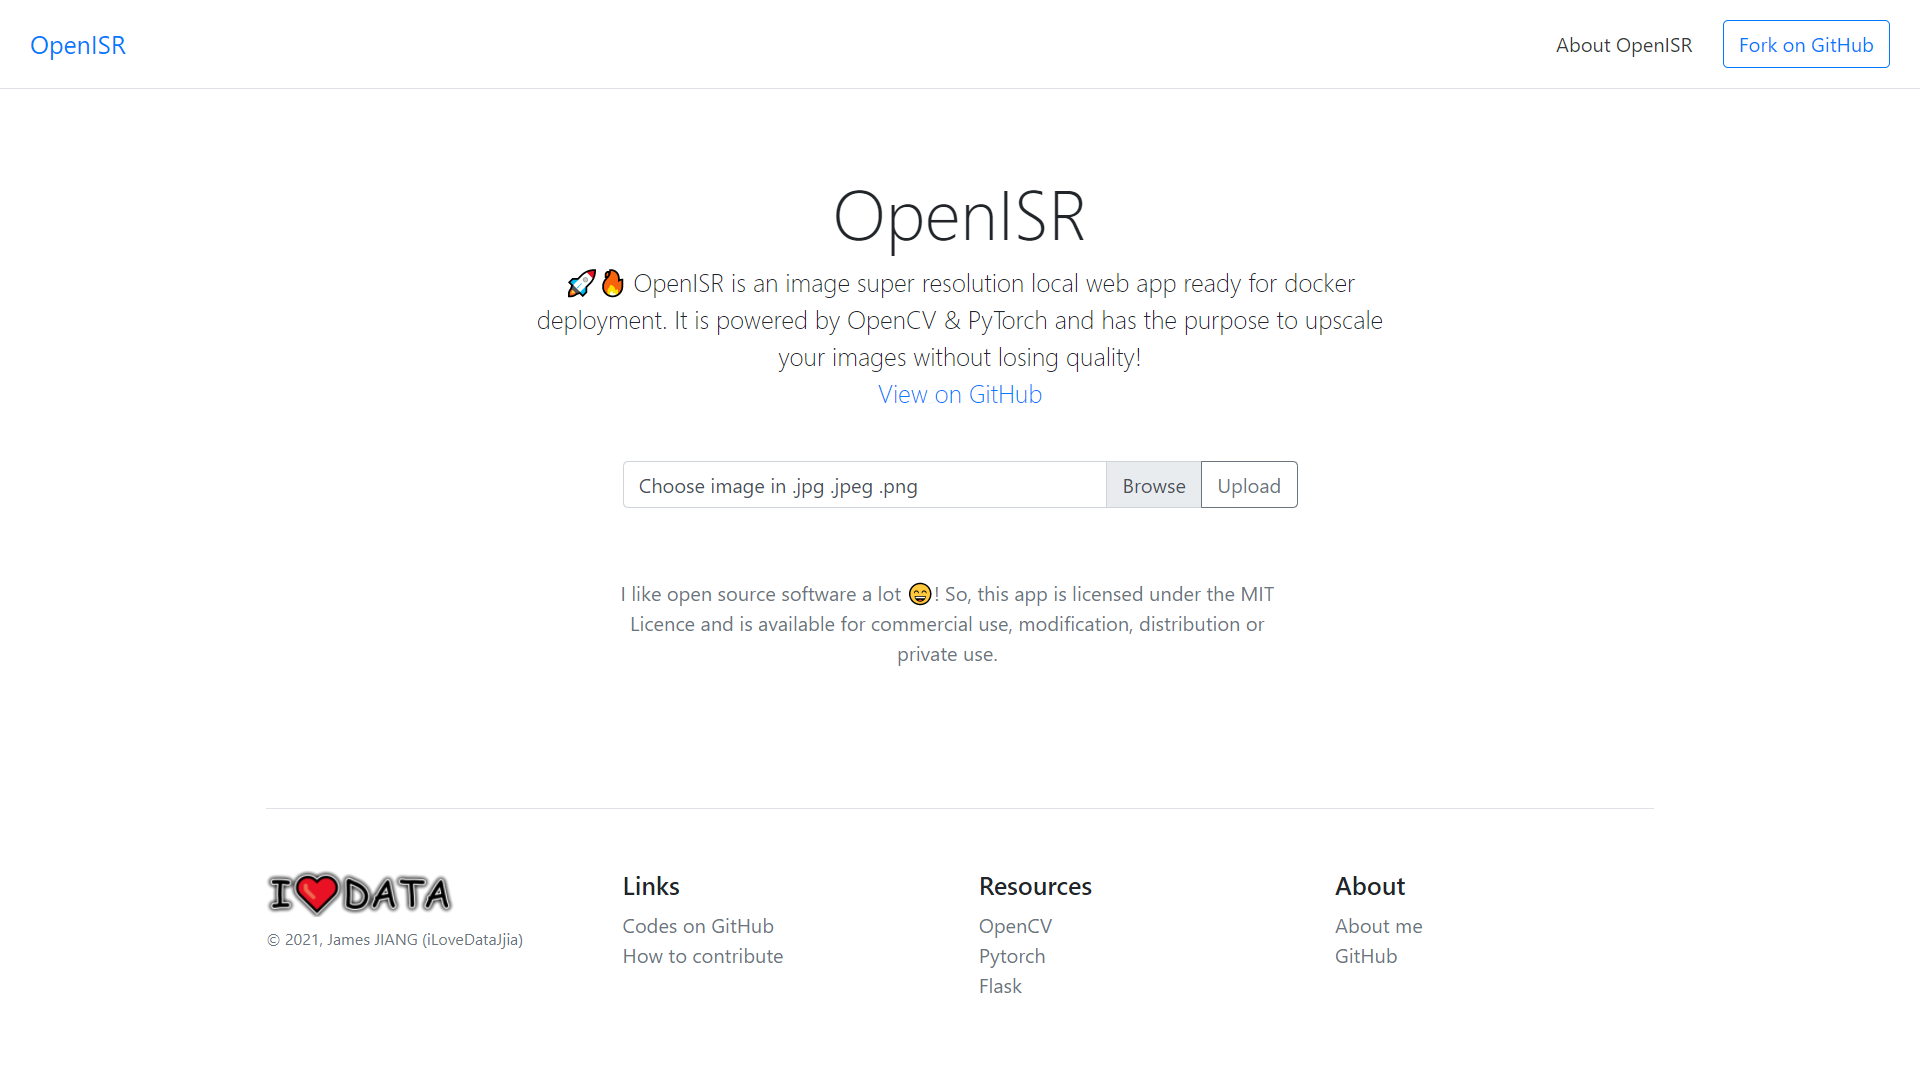 OpenISR
About OpenISR
Fork on GitHub
OpenISR
🚀🔥 OpenISR is an image super resolution local web app ready for docker
deployment. It is powered by OpenCV & PyTorch and has the purpose to upscale
your images without losing quality!
View on GitHub
Choose image in .jpg .jpeg .png
Browse
Upload
I like open source software a lot 😄! So, this app is licensed under the MIT
Licence and is available for commercial use, modification, distribution or
private use.
I❤DATA
© 2021, James JIANG (iLoveDataJjia)
Links
Codes on GitHub
How to contribute
Resources
OpenCV
Pytorch
Flask
About
About me
GitHub